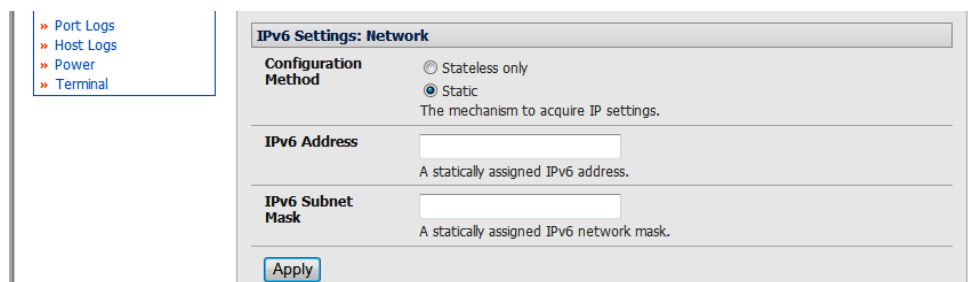 » Port Logs
» Host Logs
» Power
» Terminal
IPv6 Settings: Network
Configuration
Method
Stateless only
Static
The mechanism to acquire IP settings.
IPv6 Address
A statically assigned IPv6 address.
IPv6 Subnet
Mask
A statically assigned IPv6 network mask.
Apply